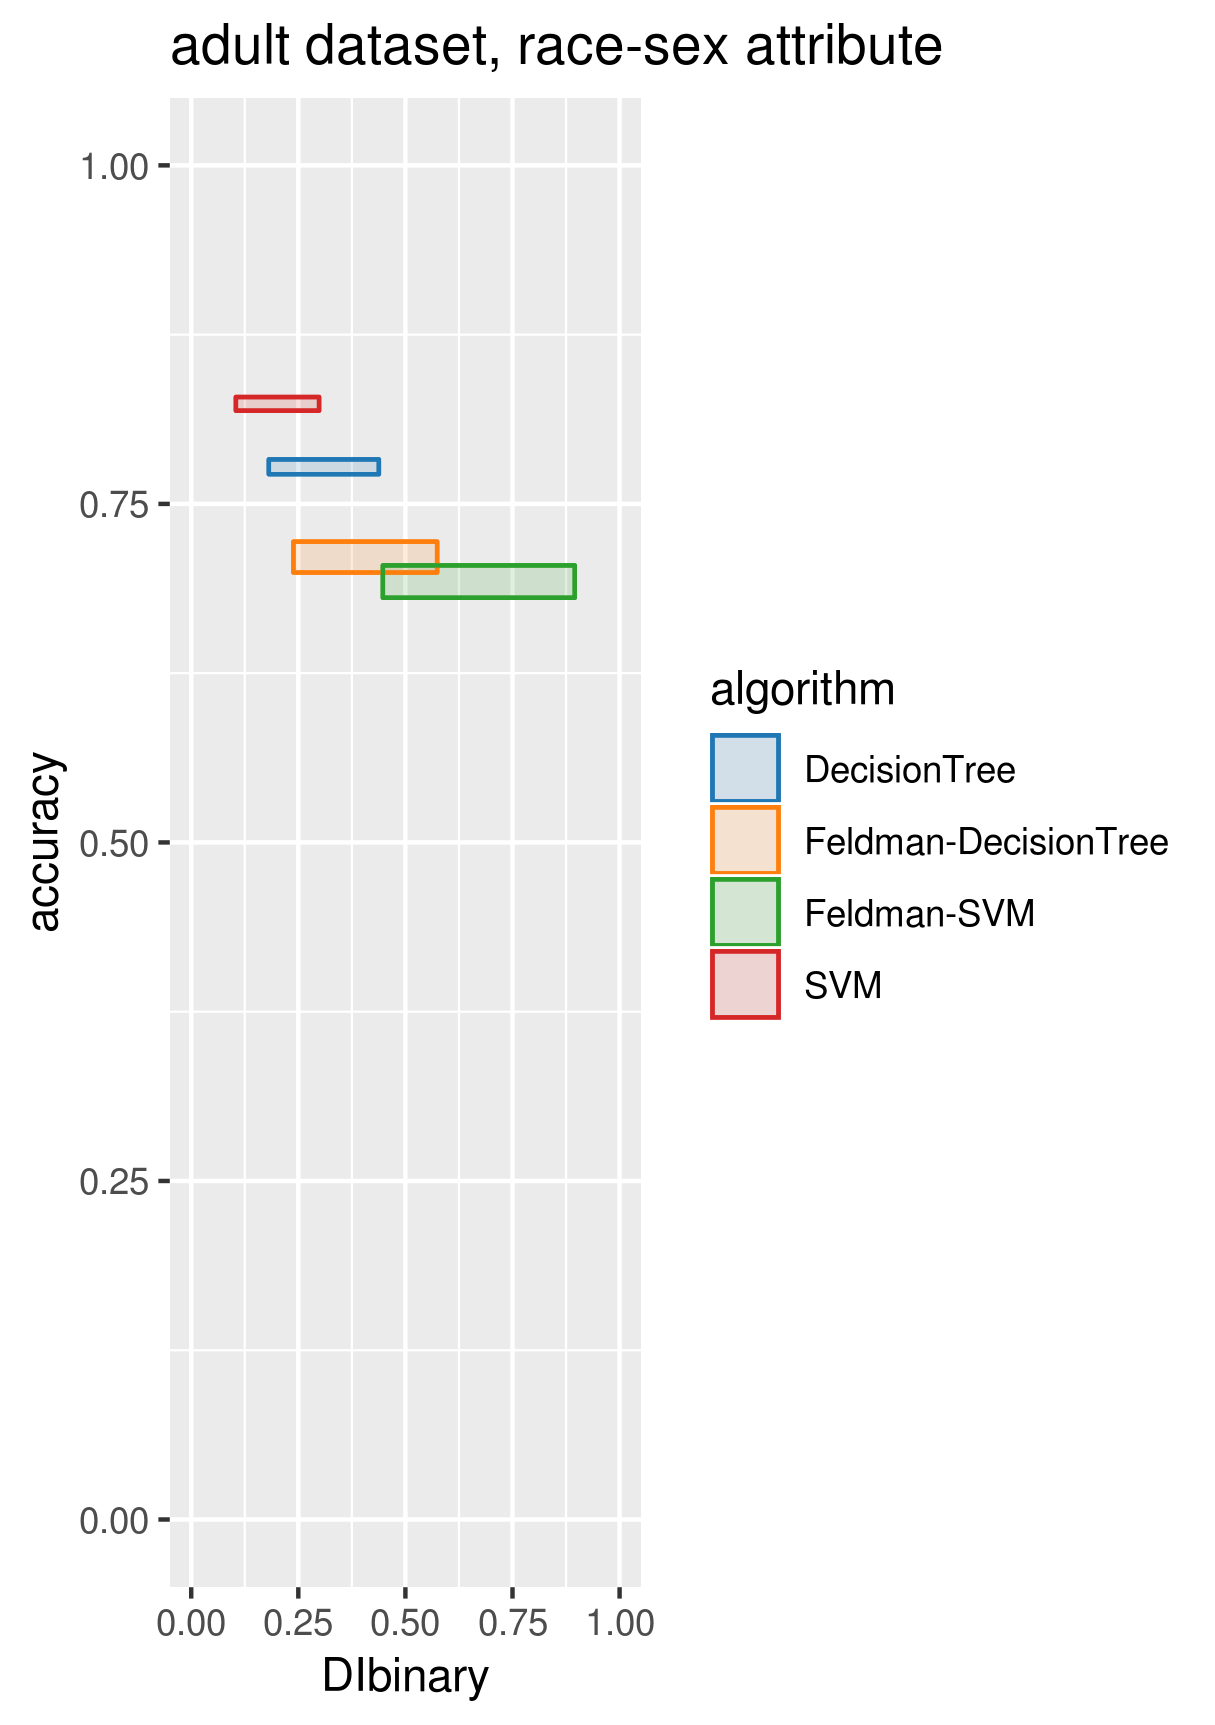 adult dataset, race-sex attribute
1.00
0.75
0.50
0.25
0.00
accuracy
0.00 0.25 0.50 0.75 1.00
DIbinary
algorithm
DecisionTree
Feldman-DecisionTree
Feldman-SVM
SVM